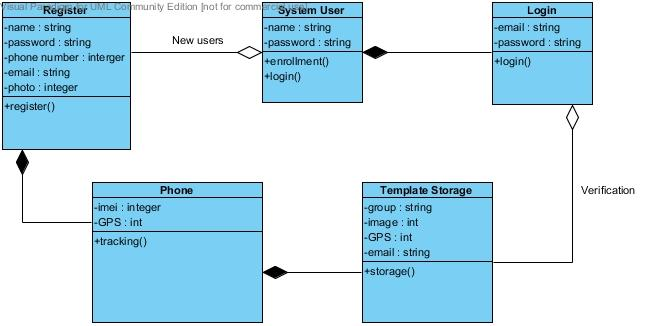 Visual Paradigm for UML Community Edition [not for commercial use]
Register
-name : string
-password : string
-phone number : interger
-email : string
-photo : integer
+register()
New users
System User
-name : string
-password : string
+enrollment()
+login()
Login
-email : string
-password : string
+login()
Verification
Phone
-imei : integer
-GPS : int
+tracking()
Template Storage
-group : string
-image : int
-GPS : int
-email : string
+storage()